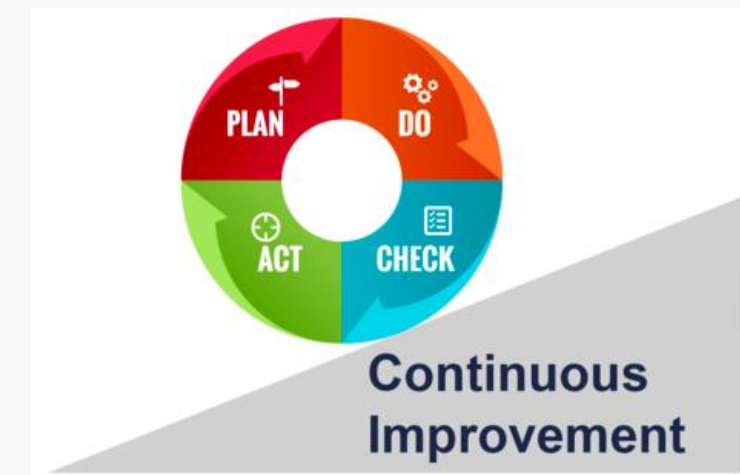 PLAN
DO
ACT
CHECK
Continuous
Improvement